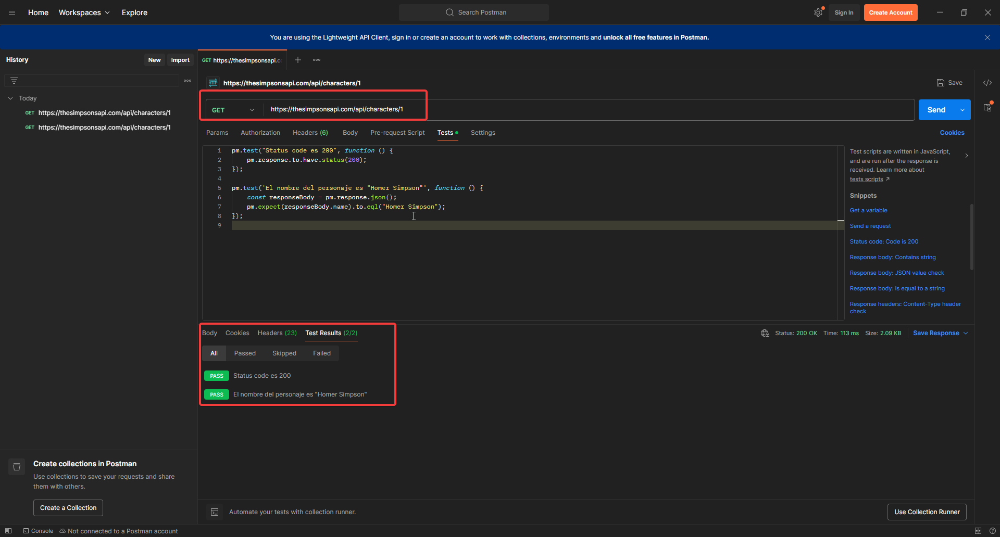 Home Workspaces Explore
Search Postman
Sign In Create Account
You are using the Lightweight API Client, sign in or create an account to work with collections, environments and unlock all free features in Postman.
History
New Import
Today
GET https://thesimpsonsapi.com/api/characters/1
GET https://thesimpsonsapi.com/api/characters/1
Create collections in Postman
Use collections to save your requests and share
them with others.
Create a Collection
GET https://thesimpsonsapi.co
HTTP https://thesimpsonsapi.com/api/characters/1
Save
GET https://thesimpsonsapi.com/api/characters/1
Send
Params Authorization Headers (6) Body Pre-request Script Tests Settings
Cookies
1 pm.test("Status code es 200", function () {
2 pm.response.to.have.status(200);
3 });
4
5 pm.test('El nombre del personaje es "Homer Simpson"', function () {
6 const responseBody = pm.response.json();
7 pm.expect(responseBody.name).to.eql("Homer Simpson");
8 });
9
Test scripts are written in JavaScript,
and are run after the response is
received. Learn more about
tests scripts ↗
Snippets
Get a variable
Send a request
Status code: Code is 200
Response body: Contains string
Response body: JSON value check
Response body: Is equal to a string
Response headers: Content-Type header
check
Body Cookies Headers (23) Test Results (2/2)
Status: 200 OK Time: 113 ms Size: 2.09 KB Save Response
All Passed Skipped Failed
PASS Status code es 200
PASS El nombre del personaje es "Homer Simpson"
Automate your tests with collection runner.
Use Collection Runner
Console Not connected to a Postman account